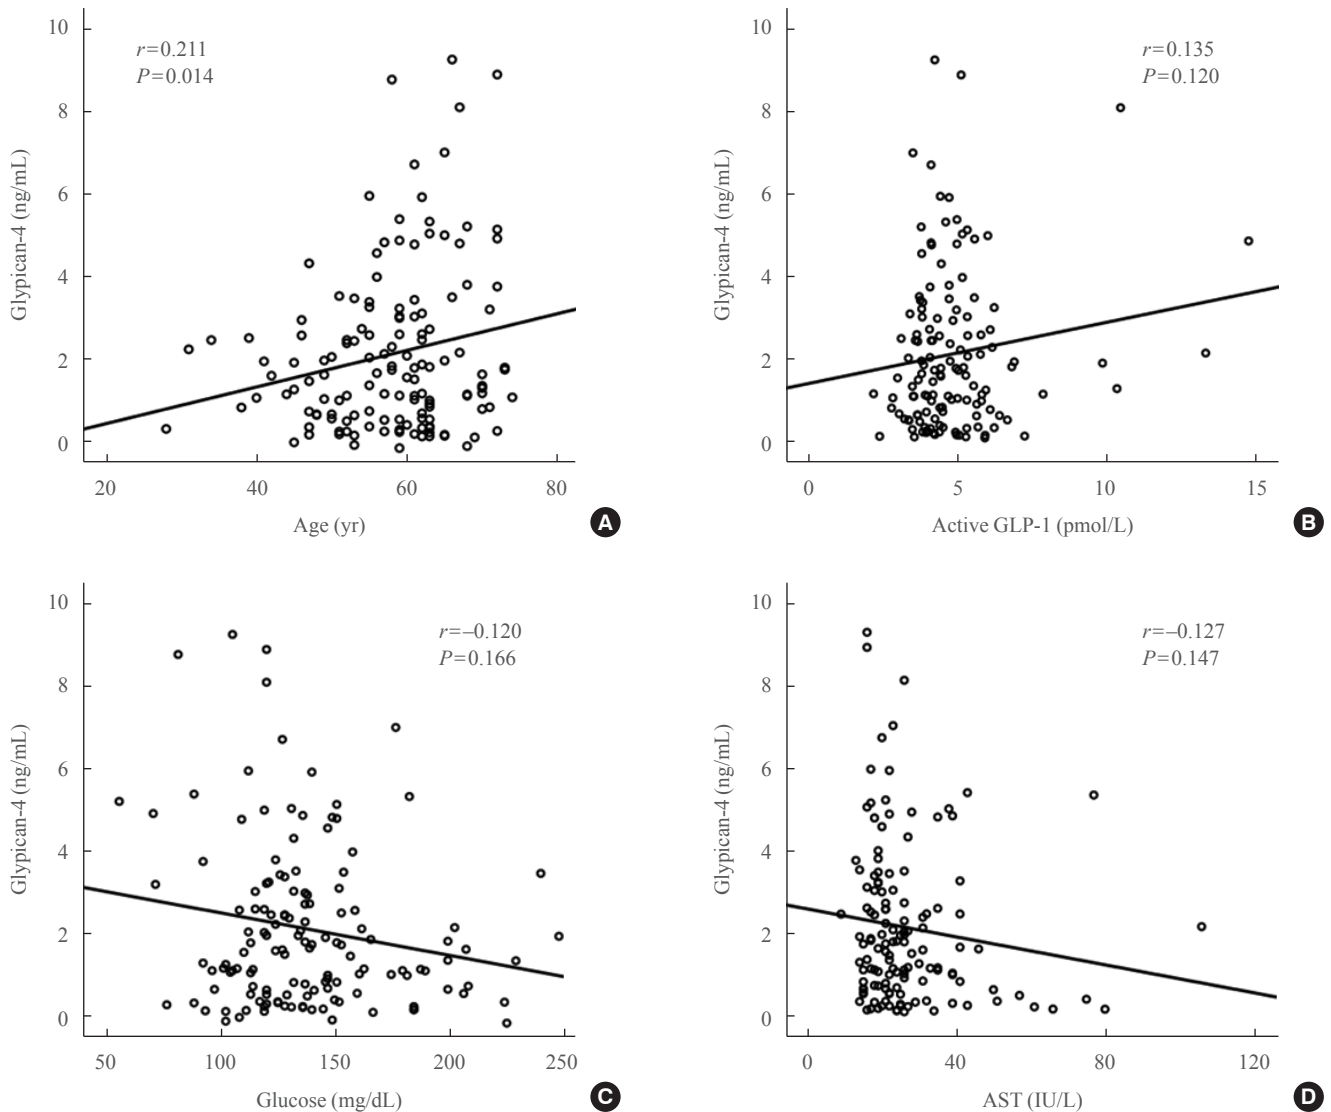 10
8
6
4
2
0
Glypican-4 (ng/mL)
r=0.211
P=0.014
20 40 60 80
Age (yr)
A
10
8
6
4
2
0
Glypican-4 (ng/mL)
r=0.135
P=0.120
0 5 10 15
Active GLP-1 (pmol/L)
B
10
8
6
4
2
0
Glypican-4 (ng/mL)
r=–0.120
P=0.166
50 100 150 200 250
Glucose (mg/dL)
C
10
8
6
4
2
0
Glypican-4 (ng/mL)
r=–0.127
P=0.147
0 40 80 120
AST (IU/L)
D